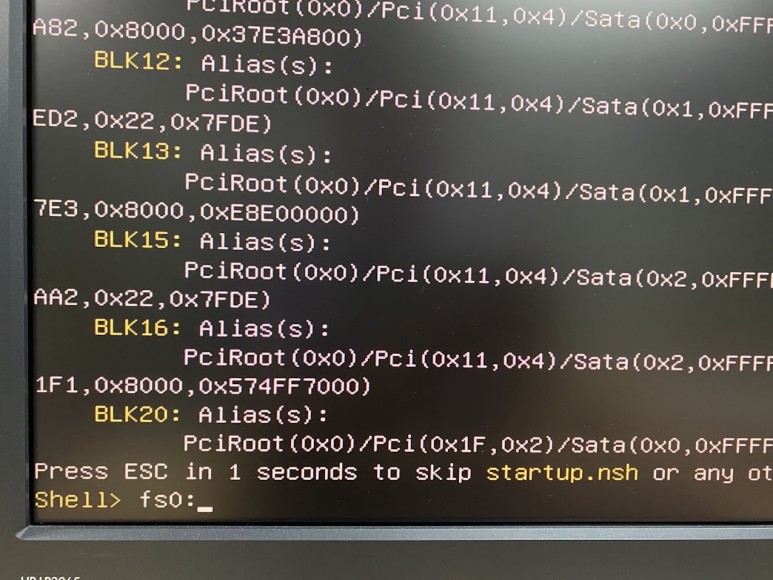 PciRoot(0x0)/Pci(0x11,0x4)/Sata(0x0,0xFFF
A82,0x8000,0x37E3A800)
BLK12: Alias(s):
PciRoot(0x0)/Pci(0x11,0x4)/Sata(0x1,0xFFF
ED2,0x22,0x7FDE)
BLK13: Alias(s):
PciRoot(0x0)/Pci(0x11,0x4)/Sata(0x1,0xFFF
7E3,0x8000,0xE8E00000)
BLK15: Alias(s):
PciRoot(0x0)/Pci(0x11,0x4)/Sata(0x2,0xFFF
AA2,0x22,0x7FDE)
BLK16: Alias(s):
PciRoot(0x0)/Pci(0x11,0x4)/Sata(0x2,0xFFFF
1F1,0x8000,0x574FF7000)
BLK20: Alias(s):
PciRoot(0x0)/Pci(0x1F,0x2)/Sata(0x0,0xFFFF
Press ESC in 1 seconds to skip startup.nsh or any ot
Shell> fs0:_